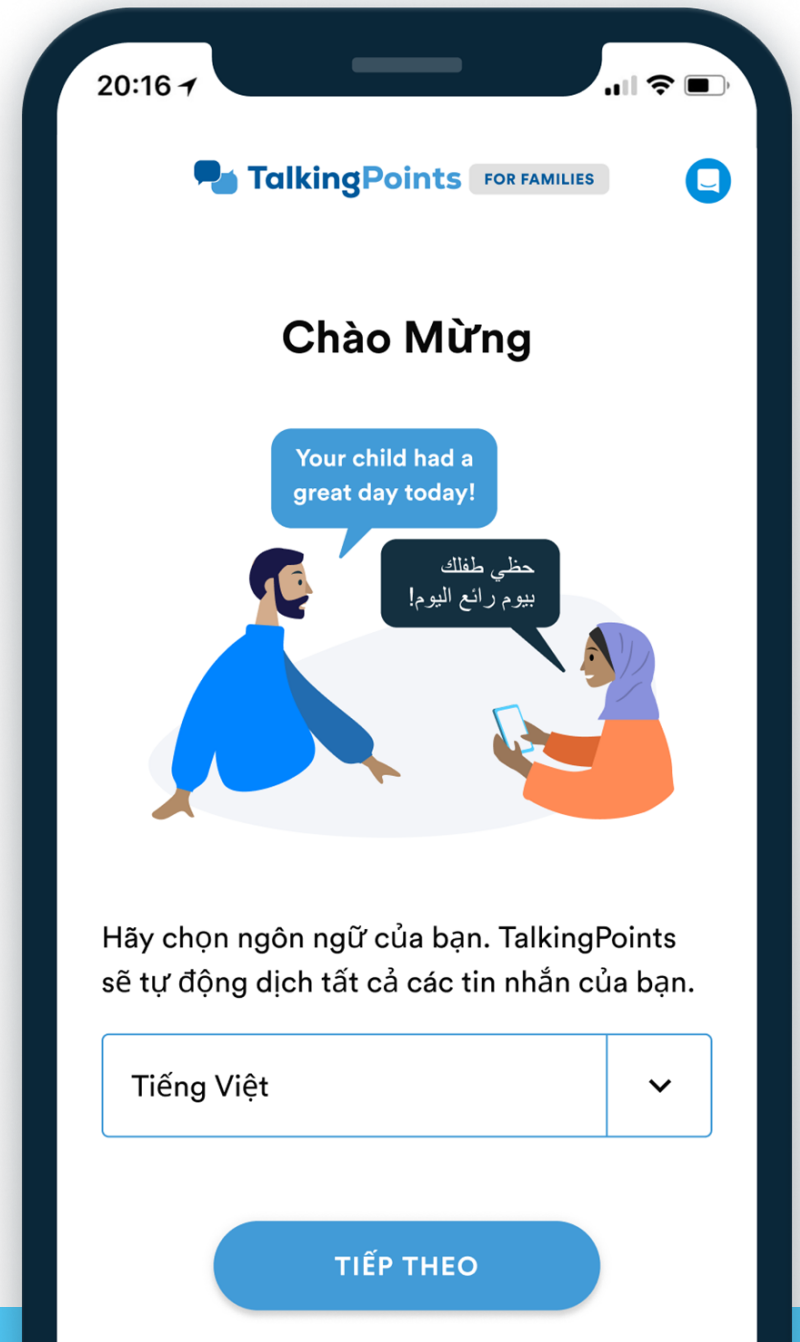 20:16
TalkingPoints FOR FAMILIES
Chào Mừng
Your child had a
great day today!
حظي طفلك
بيوم رائع اليوم!
Hãy chọn ngôn ngữ của bạn. TalkingPoints
sẽ tự động dịch tất cả các tin nhắn của bạn.
Tiếng Việt
TIẾP THEO